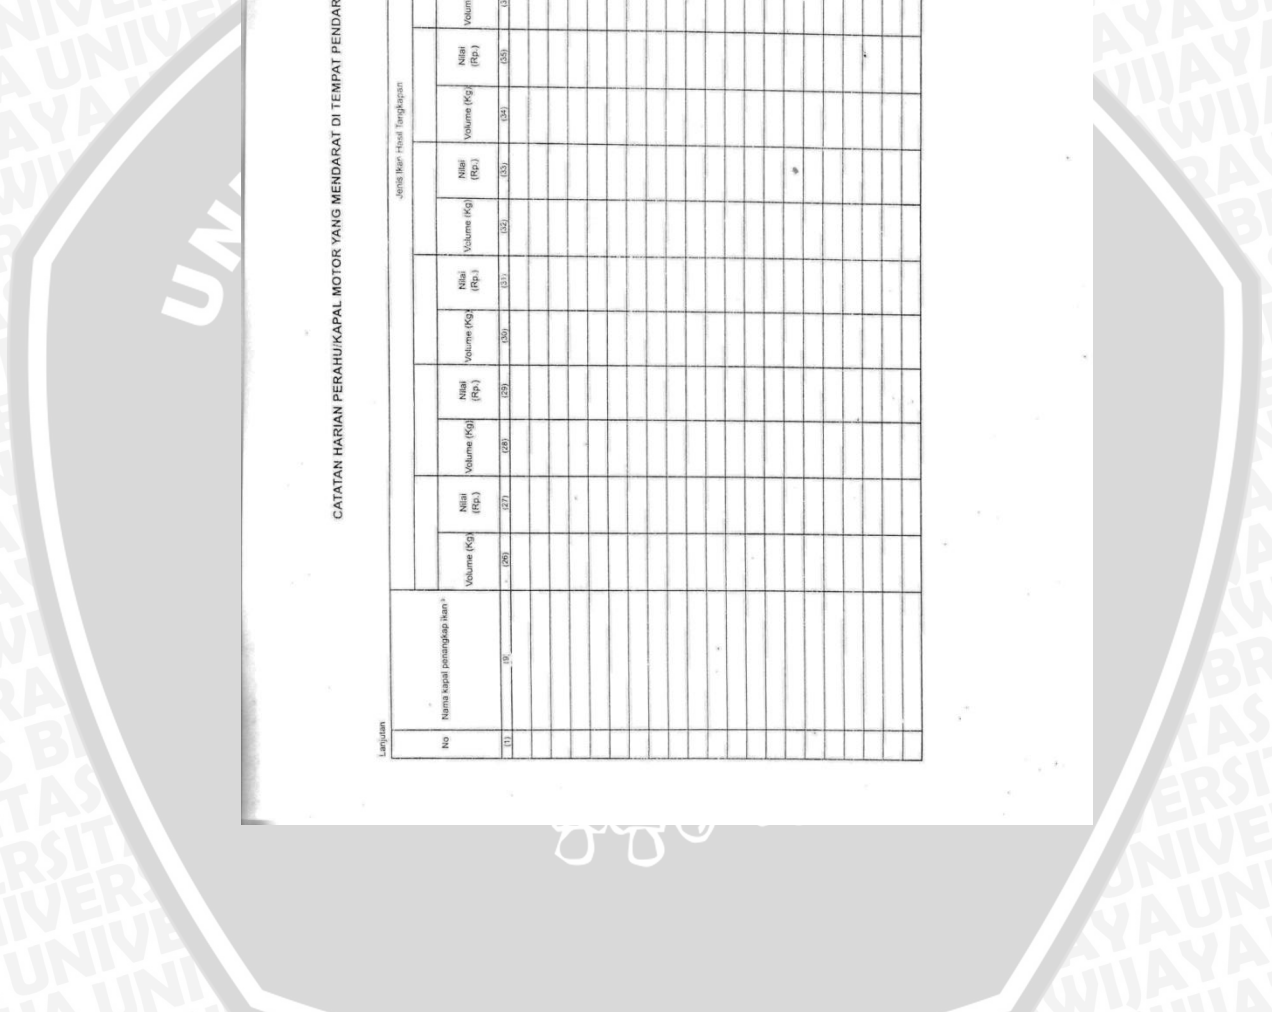 CATATAN HARIAN PERAHU/KAPAL MOTOR YANG MENDARAT DI TEMPAT PENDAR
Lanjutan
No
Nama kapal penangkap ikan
Jenis Ikan Hasil Tangkapan
Volume (Kg) Nilai (Rp.) Volume (Kg) Nilai (Rp.) Volume (Kg) Nilai (Rp.) Volume (Kg) Nilai (Rp.) Volume (Kg) Nilai (Rp.) Volum
(1) (9) (26) (27) (28) (29) (30) (31) (32) (33) (34) (35)
UN